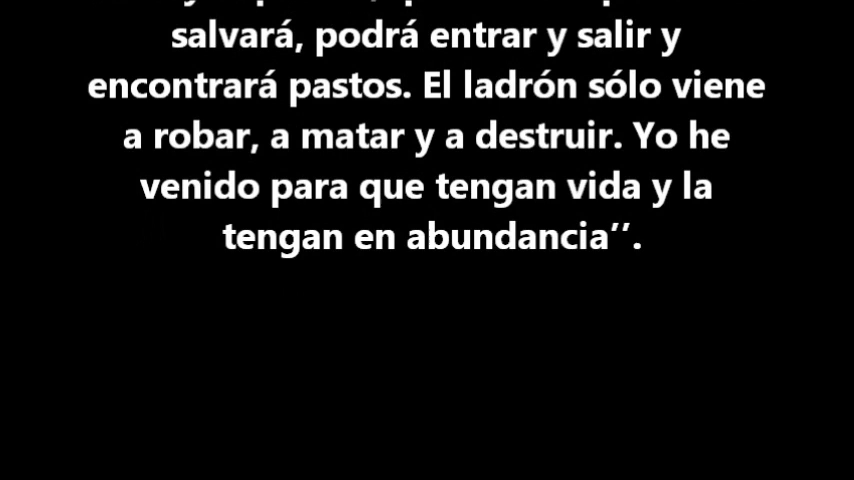 salvará, podrá entrar y salir y
encontrará pastos. El ladrón sólo viene
a robar, a matar y a destruir. Yo he
venido para que tengan vida y la
tengan en abundancia’’.